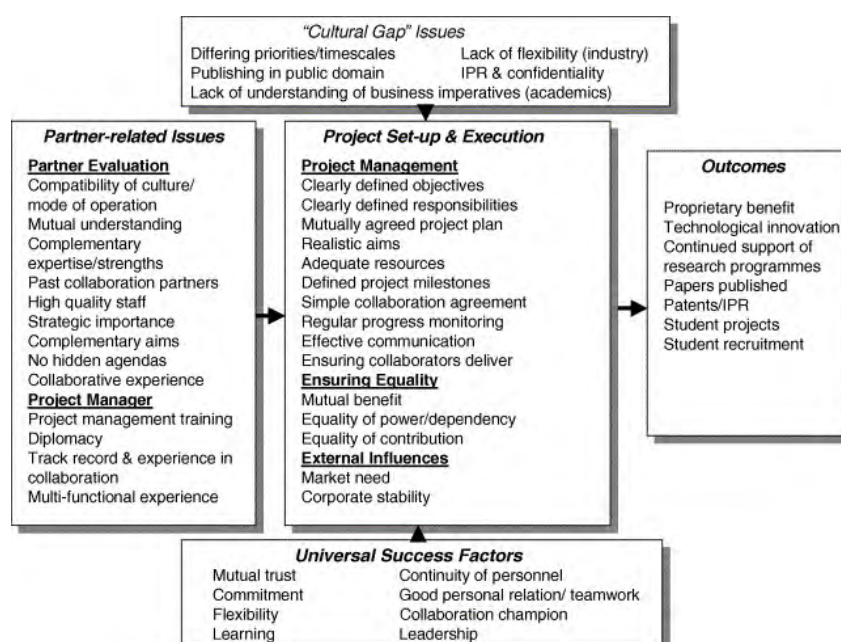 "Cultural Gap" Issues
Differing priorities/timescales
Lack of flexibility (industry)
Publishing in public domain
IPR & confidentiality
Lack of understanding of business imperatives (academics)
Partner-related Issues
Partner Evaluation
Compatibility of culture/
mode of operation
Mutual understanding
Complementary
expertise/strengths
Past collaboration partners
High quality staff
Strategic importance
Complementary aims
No hidden agendas
Collaborative experience
Project Manager
Project management training
Diplomacy
Track record & experience in
collaboration
Multi-functional experience
Project Set-up & Execution
Project Management
Clearly defined objectives
Clearly defined responsibilities
Mutually agreed project plan
Realistic aims
Adequate resources
Defined project milestones
Simple collaboration agreement
Regular progress monitoring
Effective communication
Ensuring collaborators deliver
Ensuring Equality
Mutual benefit
Equality of power/dependency
Equality of contribution
External Influences
Market need
Corporate stability
Outcomes
Proprietary benefit
Technological innovation
Continued support of
research programmes
Papers published
Patents/IPR
Student projects
Student recruitment
Universal Success Factors
Mutual trust
Continuity of personnel
Commitment
Good personal relation/ teamwork
Flexibility
Collaboration champion
Learning
Leadership